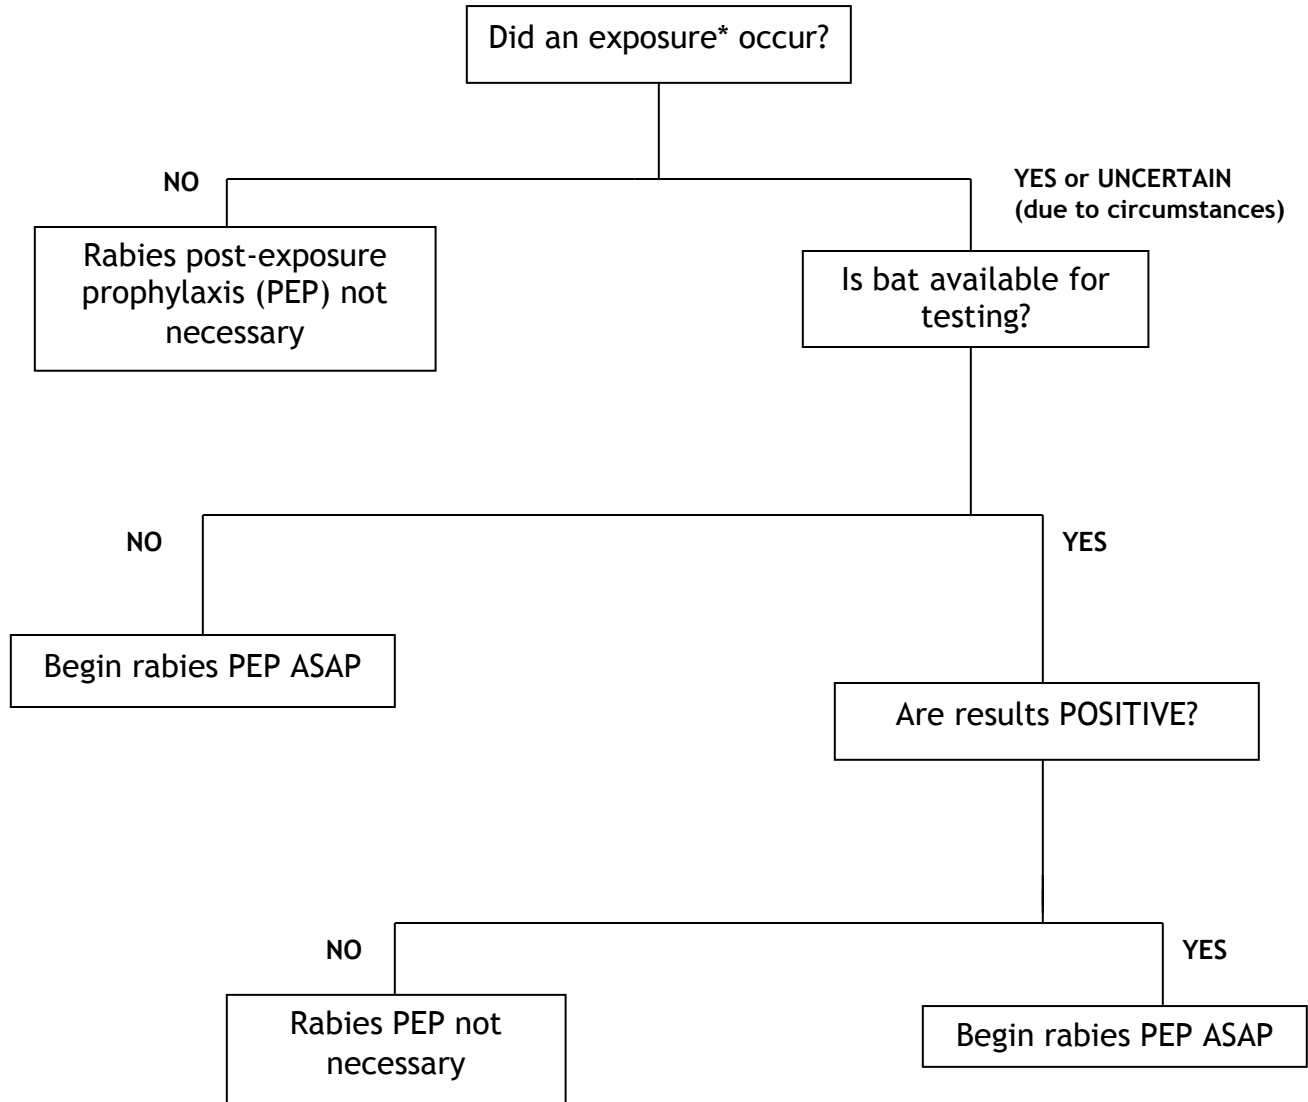 Did an exposure* occur?
NO
YES or UNCERTAIN
(due to circumstances)
Rabies post-exposure
prophylaxis (PEP) not
necessary
Is bat available for
testing?
NO
YES
Begin rabies PEP ASAP
Are results POSITIVE?
NO
YES
Rabies PEP not
necessary
Begin rabies PEP ASAP